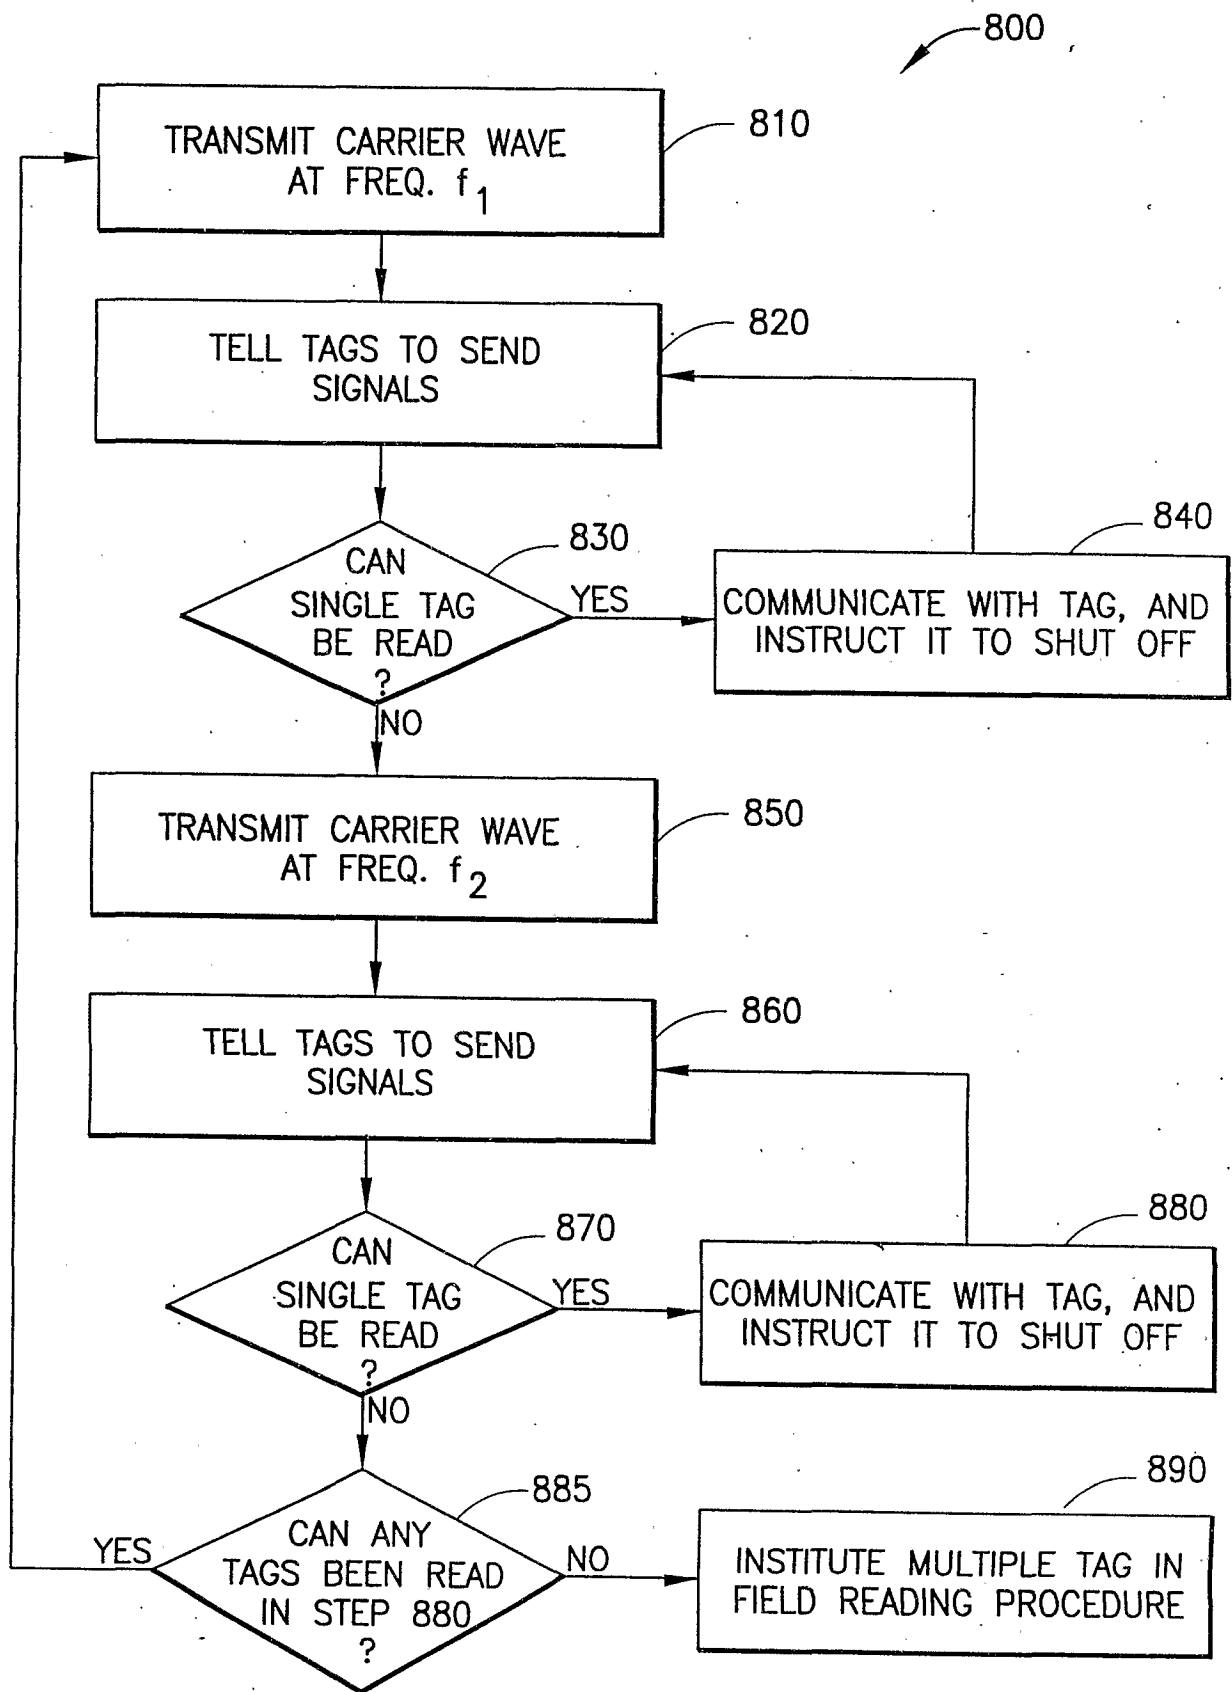 800
TRANSMIT CARRIER WAVE
AT FREQ. f1
810
TELL TAGS TO SEND
SIGNALS
820
CAN
SINGLE TAG
BE READ
?
830
YES
COMMUNICATE WITH TAG, AND
INSTRUCT IT TO SHUT OFF
840
NO
TRANSMIT CARRIER WAVE
AT FREQ. f2
850
TELL TAGS TO SEND
SIGNALS
860
CAN
SINGLE TAG
BE READ
?
870
YES
COMMUNICATE WITH TAG, AND
INSTRUCT IT TO SHUT OFF
880
NO
CAN ANY
TAGS BEEN READ
IN STEP 880
?
885
YES
NO
INSTITUTE MULTIPLE TAG IN
FIELD READING PROCEDURE
890